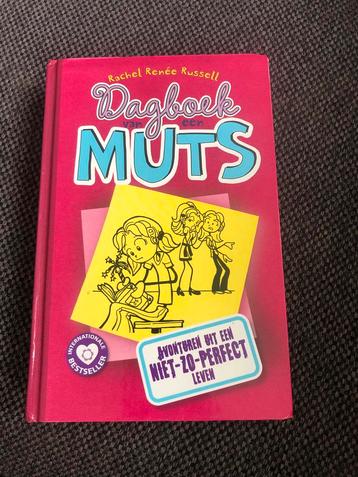 Rachel Renée Russell
Dagboek
van een
MUTS
INTERNATIONALE
BESTSELLER
AVONTUREN UIT EEN
NIET-ZO-PERFECT
LEVEN